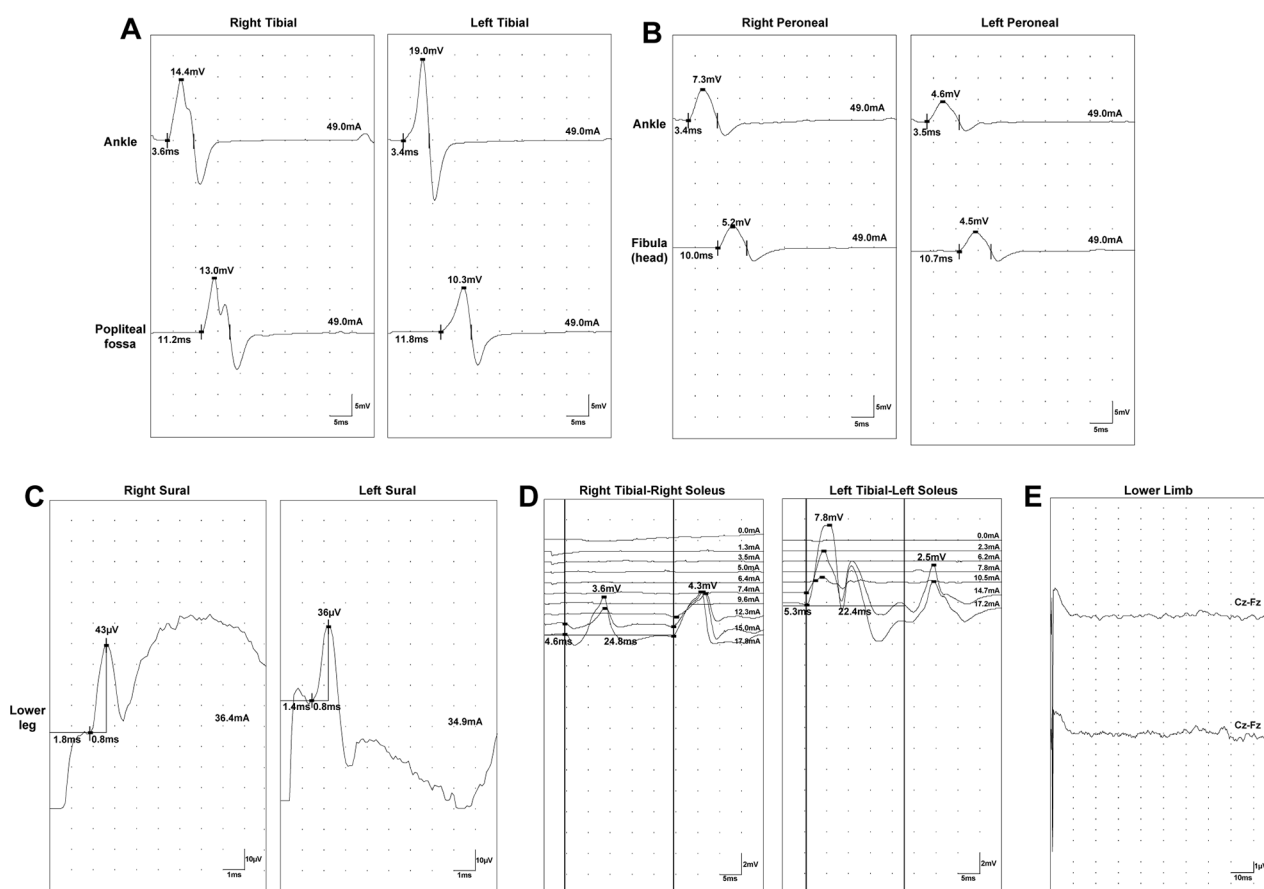 A
Right Tibial
Left Tibial
14.4mV
19.0mV
Ankle
49.0mA
49.0mA
3.6ms
3.4ms
13.0mV
10.3mV
Popliteal
fossa
49.0mA
49.0mA
11.2ms
11.8ms
5mV
5ms
5mV
5ms
B
Right Peroneal
Left Peroneal
7.3mV
4.6mV
Ankle
49.0mA
49.0mA
3.4ms
3.5ms
5.2mV
4.5mV
Fibula
(head)
49.0mA
49.0mA
10.0ms
10.7ms
5mV
5ms
5mV
5ms
C
Right Sural
Left Sural
43µV
36µV
Lower
leg
1.8ms
0.8ms
36.4mA
1.4ms
0.8ms
34.9mA
10µV
1ms
10µV
1ms
D
Right Tibial-Right Soleus
Left Tibial-Left Soleus
0.0mA
1.3mA
3.5mA
5.0mA
6.4mA
7.4mA
9.6mA
12.3mA
15.0mA
17.8mA
3.6mV
4.3mV
4.6ms
24.8ms
2mV
5ms
7.8mV
2.5mV
0.0mA
2.3mA
6.2mA
7.8mA
10.5mA
14.7mA
17.2mA
5.3ms
22.4ms
2mV
5ms
E
Lower Limb
Cz-Fz
Cz-Fz
1µV
10ms